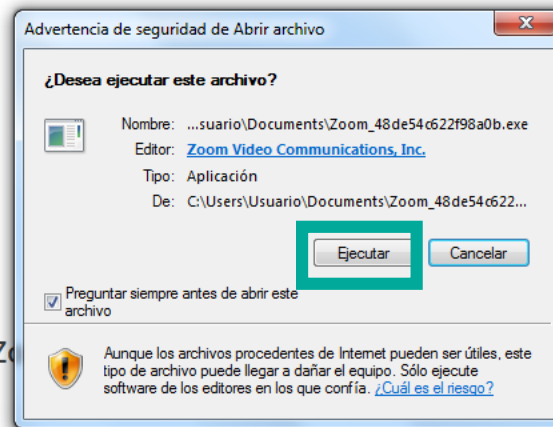 Advertencia de seguridad de Abrir archivo
¿Desea ejecutar este archivo?
Nombre: ...suario\Documents\Zoom_48de54c622f98a0b.exe
Editor: Zoom Video Communications, Inc.
Tipo: Aplicación
De: C:\Users\Usuario\Documents\Zoom_48de54c622...
Ejecutar Cancelar
Preguntar siempre antes de abrir este
archivo
Aunque los archivos procedentes de Internet pueden ser útiles, este
tipo de archivo puede llegar a dañar el equipo. Sólo ejecute
software de los editores en los que confía. ¿Cuál es el riesgo?